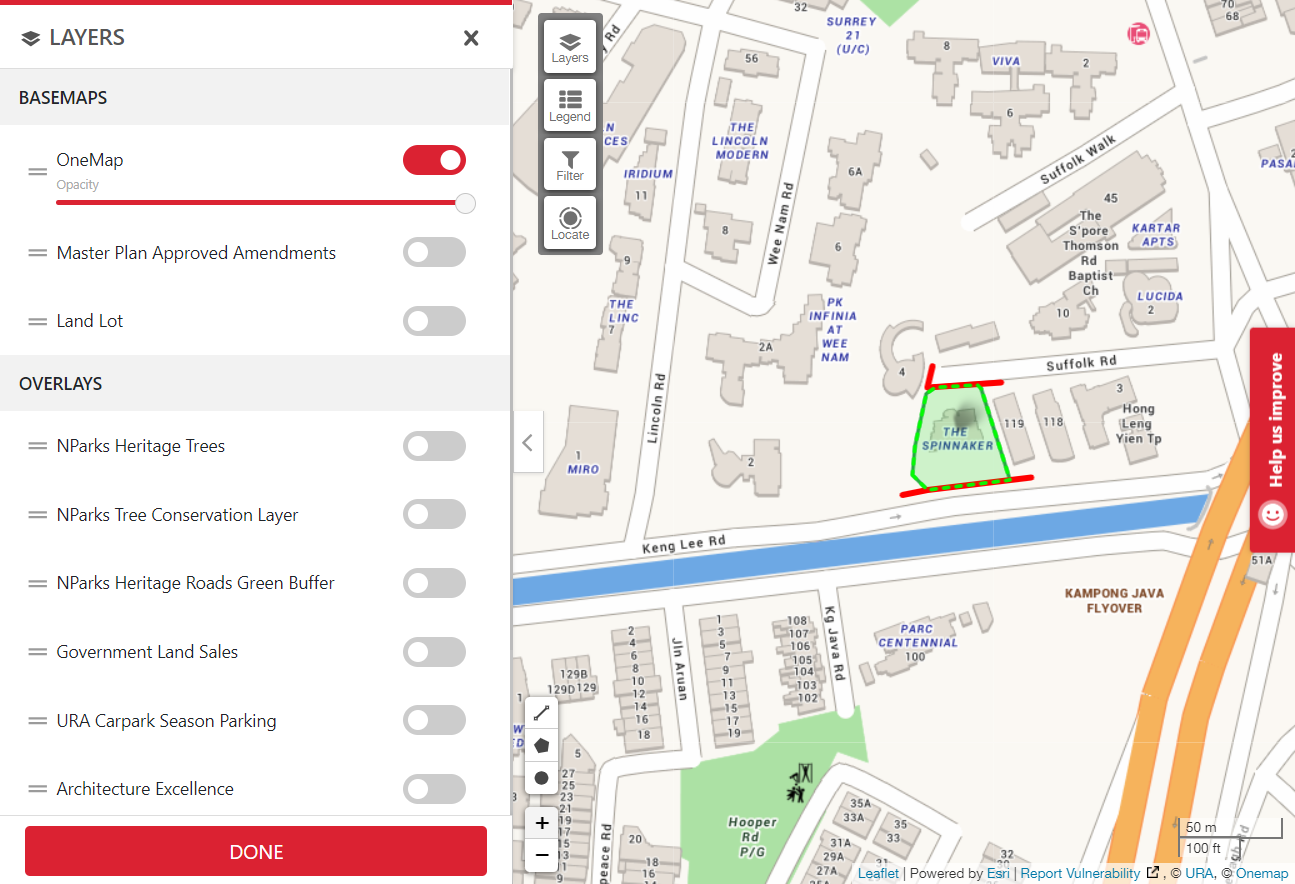 LAYERS
BASEMAPS
OneMap
Opacity
Master Plan Approved Amendments
Land Lot
OVERLAYS
NParks Heritage Trees
NParks Tree Conservation Layer
NParks Heritage Roads Green Buffer
Government Land Sales
URA Carpark Season Parking
Architecture Excellence
DONE
Layers
Legend
Filter
Locate
32
SURREY
21
(U/C)
70
68
8
VIVA
2
6
56
THE
LINCOLN
MODERN
IRIDIUM
11
6A
Suffolk Walk
45
The
S'pore
Thomson
Rd
Baptist
Ch
KARTAR
APTS
Wee Nam Rd
8
6
9
THE
LINC
7
PK
INFINIA
AT
WEE
NAM
LUCIDA
2
10
2A
4
Suffolk Rd
Lincoln Rd
3
119
118
Hong
Leng
Yien Tp
THE
SPINNAKER
1
MIRO
2
Keng Lee Rd
Help us improve
51A
KAMPONG JAVA
FLYOVER
PARC
CENTENNIAL
100
Kg Java Rd
Jln Aruan
129B
129D
129
2
4
6
8
10
12
14
16
18
1
3
5
7
9
11
13
15
17
19
108
107
106
105
104
103
102
5
27
25
23
21
19
17
15
13
11
20
18
16
Hooper
Rd
P/G
35A
33A
35
33
31A
29A
27A
31
32
30
+
−
50 m
100 ft
Leaflet | Powered by Esri | Report Vulnerability , © URA, @ Onemap